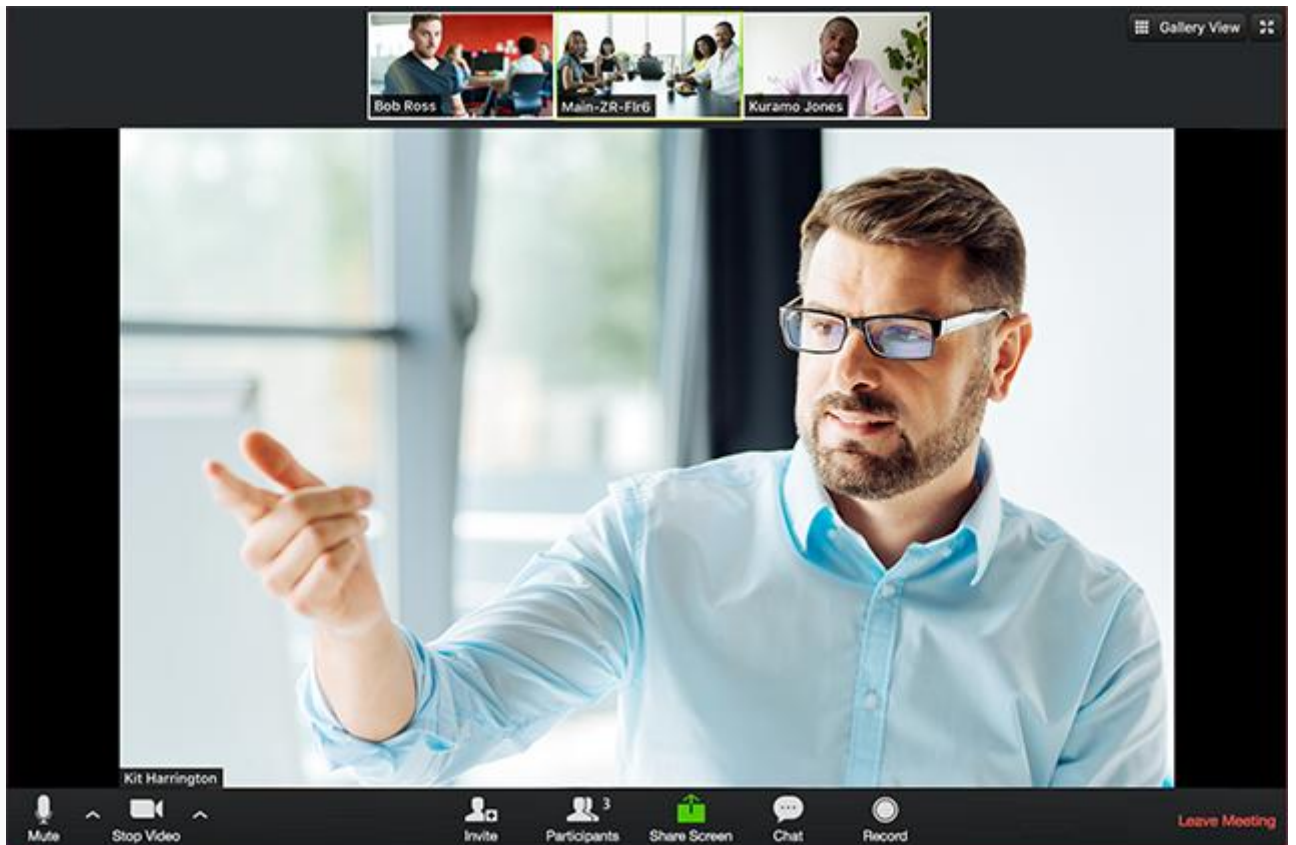 Gallery View
Bob Ross
Main-ZR-Flr6
Kuramo Jones
Kit Harrington
3
Mute
Stop Video
Invite
Participants
Share Screen
Chat
Record
Leave Meeting